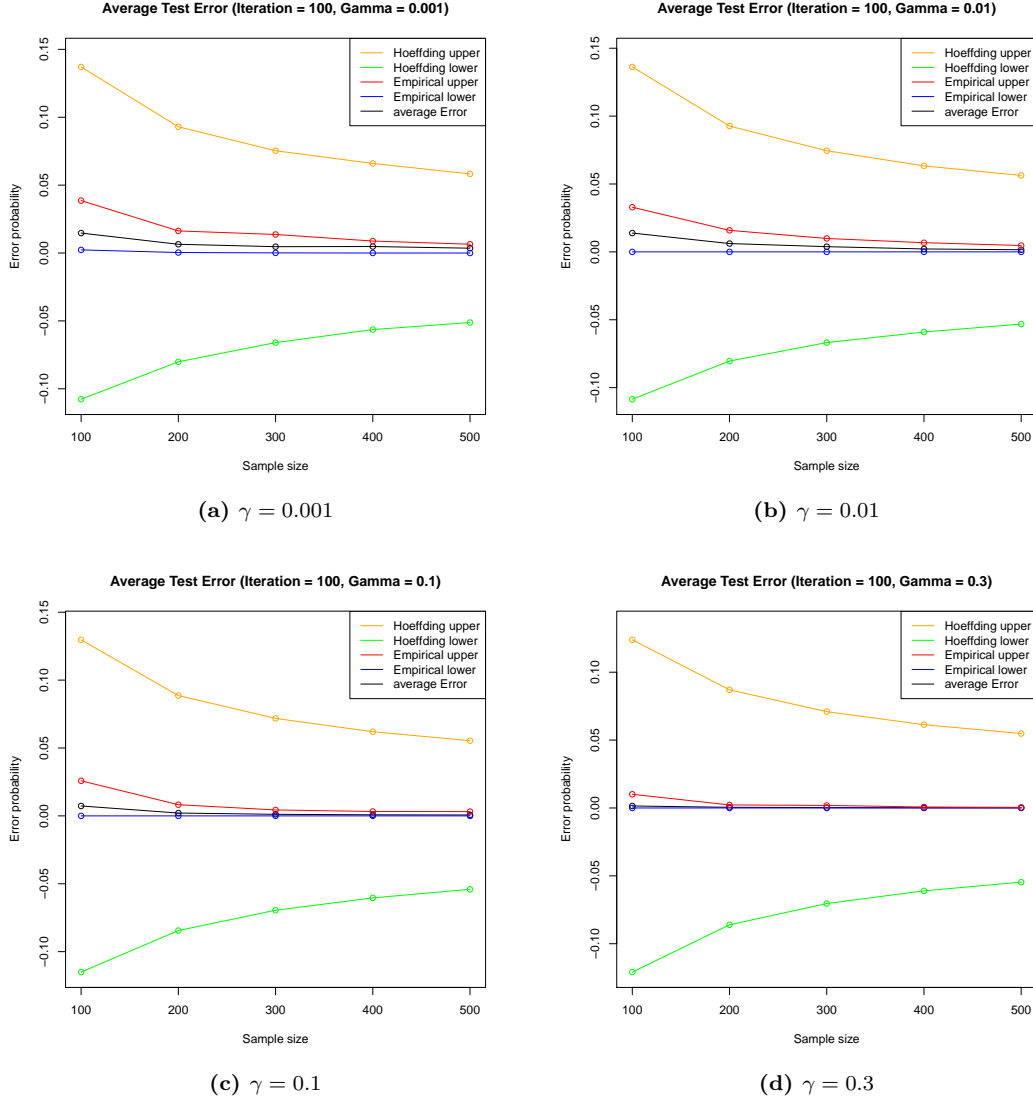 Average Test Error (Iteration = 100, Gamma = 0.001)
Hoeffding upper
Hoeffding lower
Empirical upper
Empirical lower
average Error
Error probability
0.15
0.10
0.05
0.00
−0.05
−0.10
100 200 300 400 500
Sample size
(a) γ = 0.001
Average Test Error (Iteration = 100, Gamma = 0.01)
Hoeffding upper
Hoeffding lower
Empirical upper
Empirical lower
average Error
Error probability
0.15
0.10
0.05
0.00
−0.05
−0.10
100 200 300 400 500
Sample size
(b) γ = 0.01
Average Test Error (Iteration = 100, Gamma = 0.1)
Hoeffding upper
Hoeffding lower
Empirical upper
Empirical lower
average Error
Error probability
0.15
0.10
0.05
0.00
−0.05
−0.10
100 200 300 400 500
Sample size
(c) γ = 0.1
Average Test Error (Iteration = 100, Gamma = 0.3)
Hoeffding upper
Hoeffding lower
Empirical upper
Empirical lower
average Error
Error probability
0.10
0.05
0.00
−0.05
−0.10
100 200 300 400 500
Sample size
(d) γ = 0.3